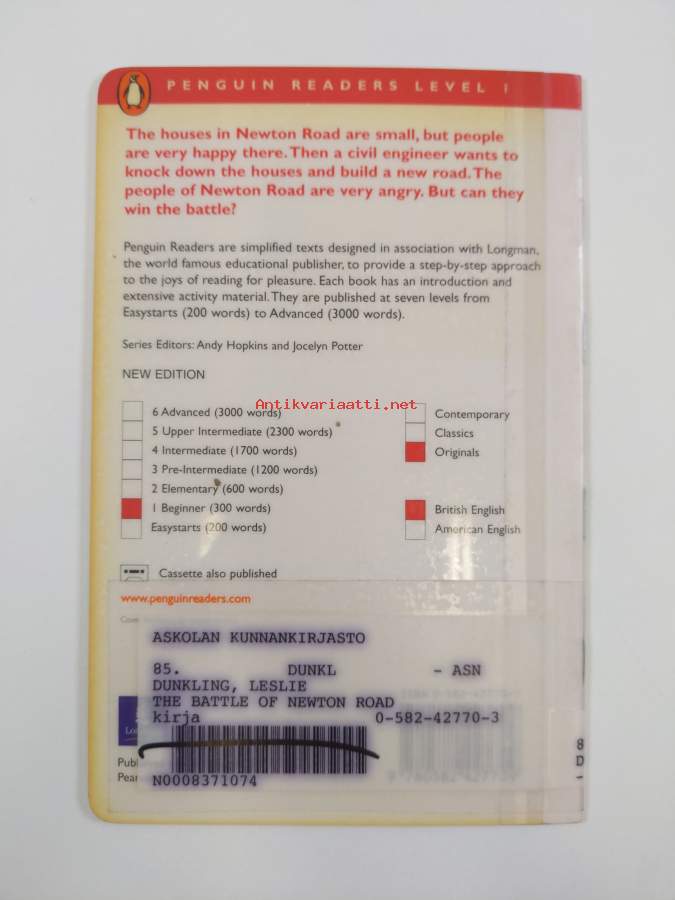 PENGUIN READERS LEVEL 1
The houses in Newton Road are small, but people
are very happy there. Then a civil engineer wants to
knock down the houses and build a new road. The
people of Newton Road are very angry. But can they
win the battle?
Penguin Readers are simplified texts designed in association with Longman,
the world famous educational publisher, to provide a step-by-step approach
to the joys of reading for pleasure. Each book has an introduction and
extensive activity material. They are published at seven levels from
Easystarts (200 words) to Advanced (3000 words).
Series Editors: Andy Hopkins and Jocelyn Potter
NEW EDITION
Antikvariaatti.net
6 Advanced (3000 words)
5 Upper Intermediate (2300 words)
4 Intermediate (1700 words)
3 Pre-Intermediate (1200 words)
2 Elementary (600 words)
1 Beginner (300 words)
Easystarts (200 words)
Contemporary
Classics
Originals
British English
American English
Cassette also published
www.penguinreaders.com
ASKOLAN KUNNANKIRJASTO
85. DUNKL - ASN
DUNKLING, LESLIE
THE BATTLE OF NEWTON ROAD
kirja 0-582-42770-3
N0008371074
8
D
-